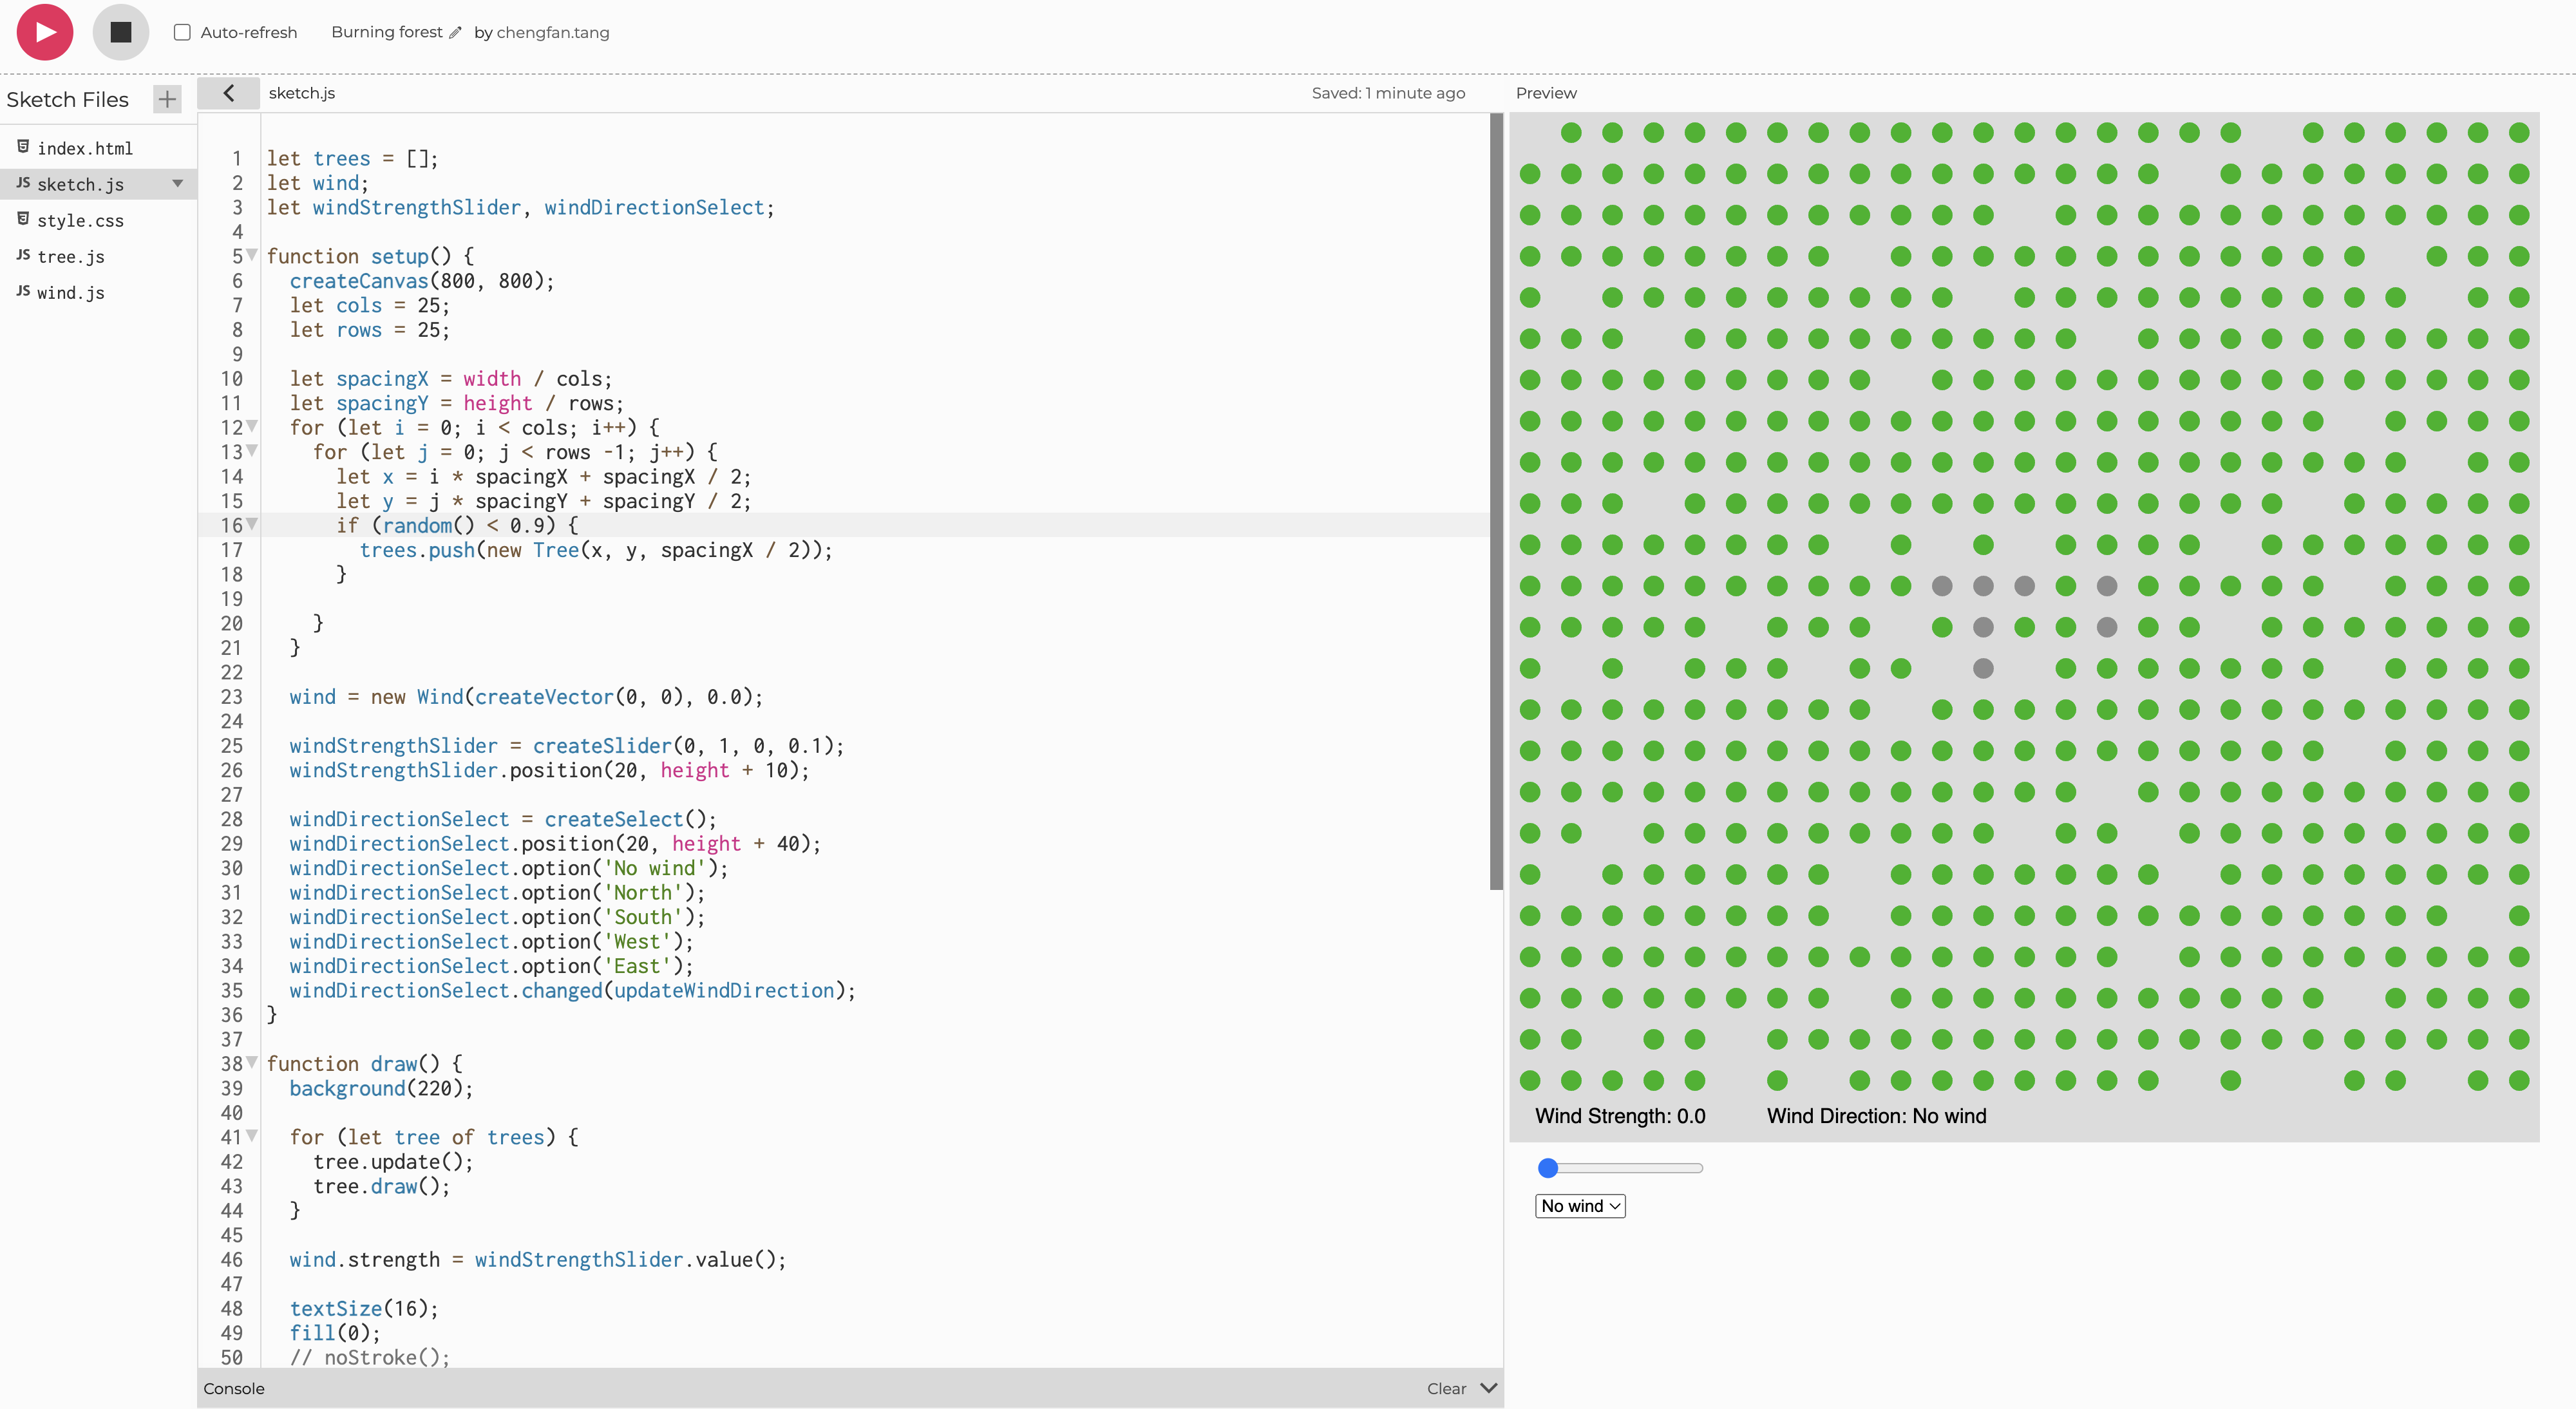 Auto-refresh Burning forest by chengfan.tang
Sketch Files
sketch.js Saved: 1 minute ago Preview
index.html
JS sketch.js
style.css
JS tree.js
JS wind.js
1 let trees = [];
2 let wind;
3 let windStrengthSlider, windDirectionSelect;
4
5 function setup() {
6 createCanvas(800, 800);
7 let cols = 25;
8 let rows = 25;
9
10 let spacingX = width / cols;
11 let spacingY = height / rows;
12 for (let i = 0; i < cols; i++) {
13 for (let j = 0; j < rows -1; j++) {
14 let x = i * spacingX + spacingX / 2;
15 let y = j * spacingY + spacingY / 2;
16 if (random() < 0.9) {
17 trees.push(new Tree(x, y, spacingX / 2));
18 }
19
20 }
21 }
22
23 wind = new Wind(createVector(0, 0), 0.0);
24
25 windStrengthSlider = createSlider(0, 1, 0, 0.1);
26 windStrengthSlider.position(20, height + 10);
27
28 windDirectionSelect = createSelect();
29 windDirectionSelect.position(20, height + 40);
30 windDirectionSelect.option('No wind');
31 windDirectionSelect.option('North');
32 windDirectionSelect.option('South');
33 windDirectionSelect.option('West');
34 windDirectionSelect.option('East');
35 windDirectionSelect.changed(updateWindDirection);
36 }
37
38 function draw() {
39 background(220);
40
41 for (let tree of trees) {
42 tree.update();
43 tree.draw();
44 }
45
46 wind.strength = windStrengthSlider.value();
47
48 textSize(16);
49 fill(0);
50 // noStroke();
Console Clear
Wind Strength: 0.0 Wind Direction: No wind
No wind